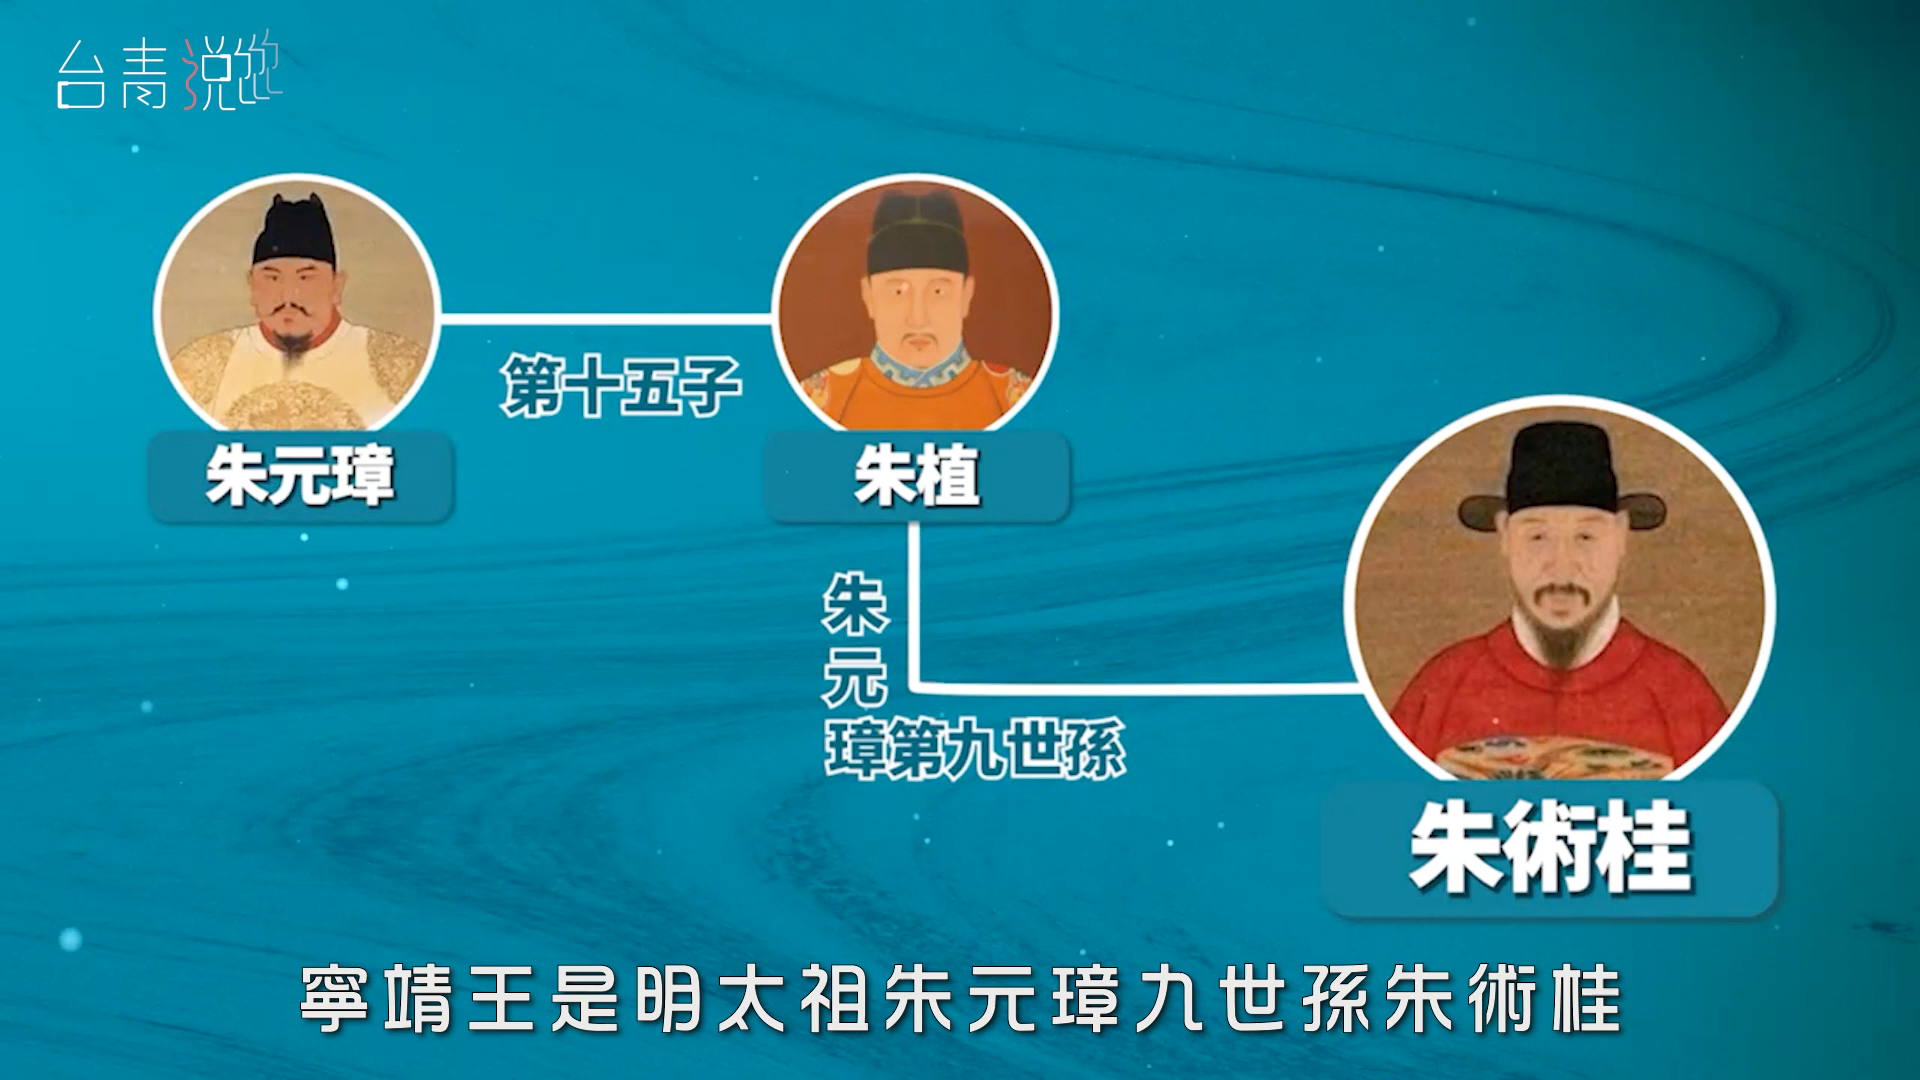 台青说
第十五子
朱元璋
朱植
朱
元
璋第九世孫
朱術桂
寧靖王是明太祖朱元璋九世孫朱術桂